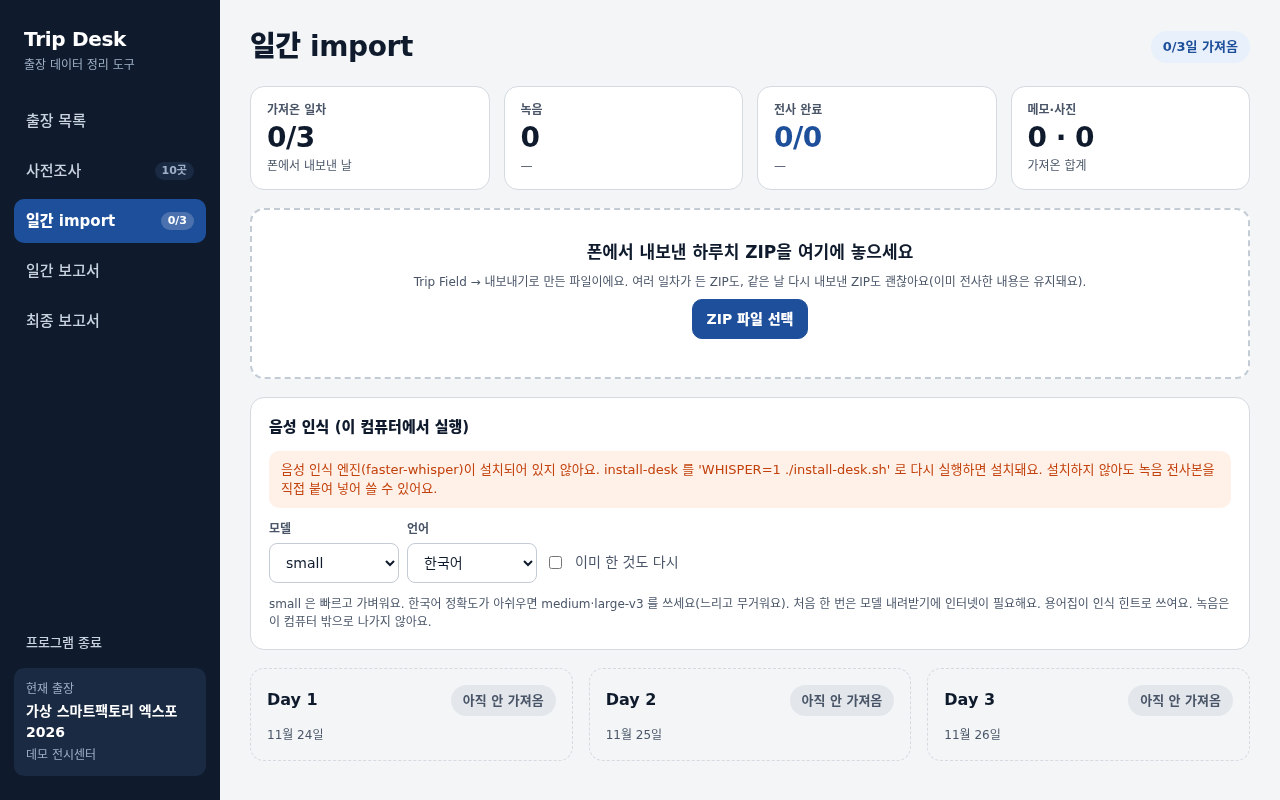 Trip Desk
출장 데이터 정리 도구
출장 목록
사전조사 10곳
일간 import 0/3
일간 보고서
최종 보고서
프로그램 종료
현재 출장
가상 스마트팩토리 엑스포
2026
데모 전시센터
일간 import
0/3일 가져옴
가져온 일차
0/3
폰에서 내보낸 날
녹음
0
—
전사 완료
0/0
—
메모·사진
0 · 0
가져온 합계
폰에서 내보낸 하루치 ZIP을 여기에 놓으세요
Trip Field → 내보내기로 만든 파일이에요. 여러 일차가 든 ZIP도, 같은 날 다시 내보낸 ZIP도 괜찮아요(이미 전사한 내용은 유지돼요).
ZIP 파일 선택
음성 인식 (이 컴퓨터에서 실행)
음성 인식 엔진(faster-whisper)이 설치되어 있지 않아요. install-desk 를 'WHISPER=1 ./install-desk.sh' 로 다시 실행하면 설치돼요. 설치하지 않아도 녹음 전사본을
직접 붙여 넣어 쓸 수 있어요.
모델 언어
small 한국어 이미 한 것도 다시
small 은 빠르고 가벼워요. 한국어 정확도가 아쉬우면 medium·large-v3 를 쓰세요(느리고 무거워요). 처음 한 번은 모델 내려받기에 인터넷이 필요해요. 용어집이 인식 힌트로 쓰여요. 녹음은
이 컴퓨터 밖으로 나가지 않아요.
Day 1 아직 안 가져옴
11월 24일
Day 2 아직 안 가져옴
11월 25일
Day 3 아직 안 가져옴
11월 26일